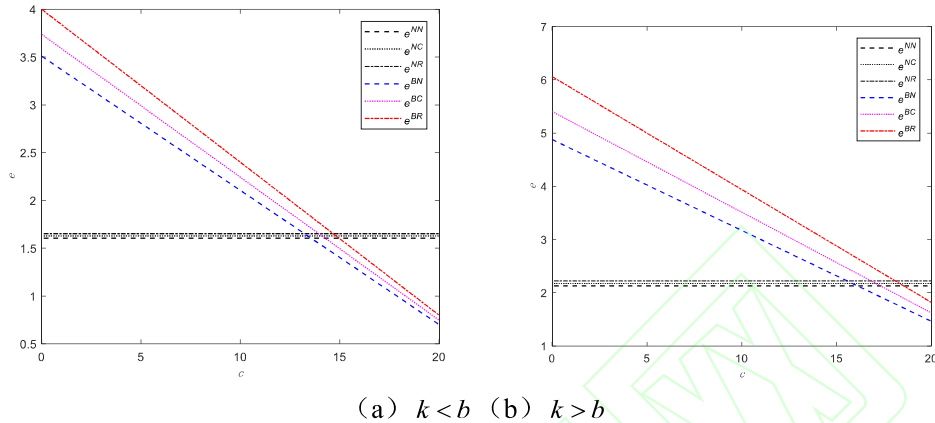 4
3.5
3
2.5
2
1.5
1
0.5
e
0 5 10 15 20
c
e^NN
e^NC
e^NR
e^BN
e^BC
e^BR
7
6
5
4
3
2
1
e
0 5 10 15 20
c
e^NN
e^NC
e^NR
e^BN
e^BC
e^BR
(a) k < b (b) k > b